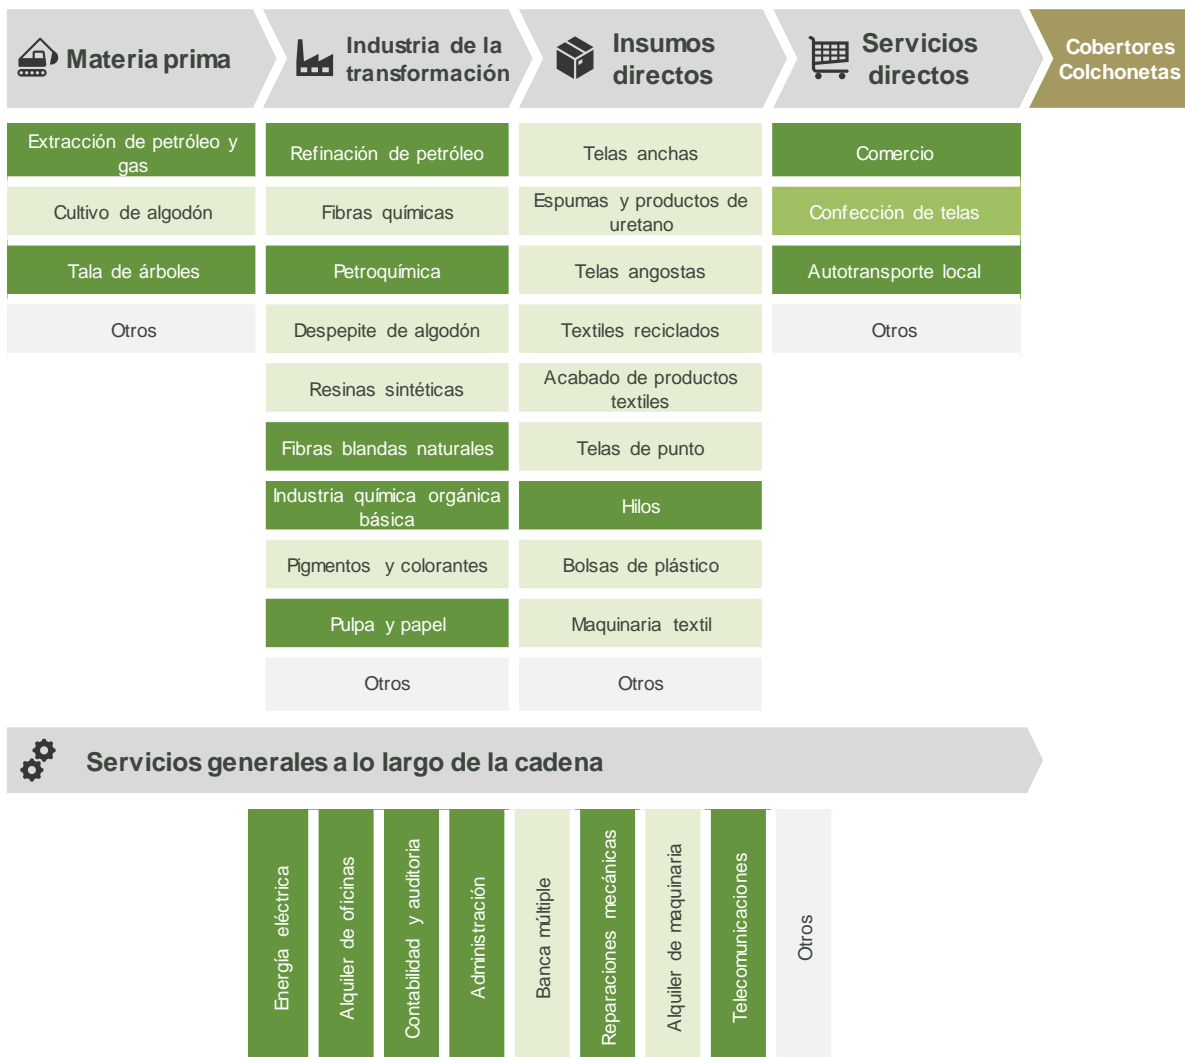 Materia prima
Industria de la
transformación
Insumos
directos
Servicios
directos
Cobertores
Colchonetas
Extracción de petróleo y
gas
Cultivo de algodón
Tala de árboles
Otros
Refinación de petróleo
Fibras químicas
Petroquímica
Despepite de algodón
Resinas sintéticas
Fibras blandas naturales
Industria química orgánica
básica
Pigmentos y colorantes
Pulpa y papel
Otros
Telas anchas
Espumas y productos de
uretano
Telas angostas
Textiles reciclados
Acabado de productos
textiles
Telas de punto
Hilos
Bolsas de plástico
Maquinaria textil
Otros
Comercio
Confección de telas
Autotransporte local
Otros
Servicios generales a lo largo de la cadena
Energía eléctrica
Alquiler de oficinas
Contabilidad y auditoria
Administración
Banca múltiple
Reparaciones mecánicas
Alquiler de maquinaria
Telecomunicaciones
Otros